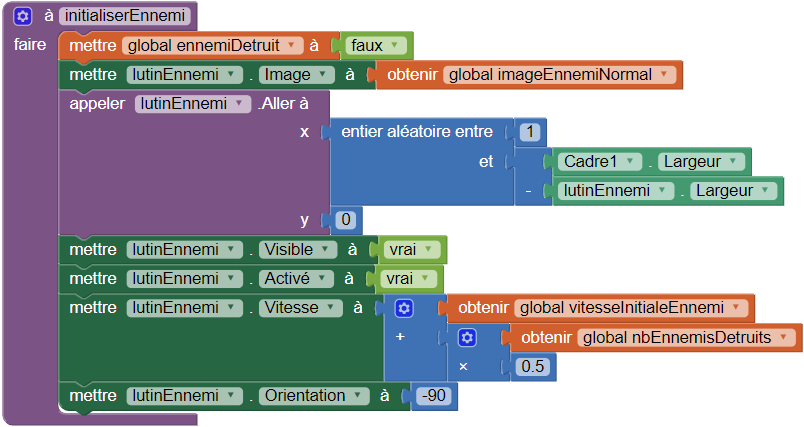 à initialiserEnnemi
faire mettre global ennemiDetruit à faux
mettre lutinEnnemi . Image à obtenir global imageEnnemiNormal
appeler lutinEnnemi .Aller à
x entier aléatoire entre 1
et Cadre1 . Largeur
- lutinEnnemi . Largeur
y 0
mettre lutinEnnemi . Visible à vrai
mettre lutinEnnemi . Activé à vrai
mettre lutinEnnemi . Vitesse à obtenir global vitesseInitialeEnnemi
+ obtenir global nbEnnemisDetruits
× 0.5
mettre lutinEnnemi . Orientation à -90